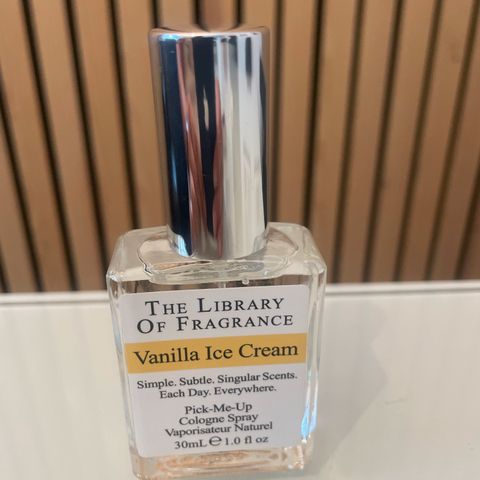 The Library
Of Fragrance
Vanilla Ice Cream
Simple. Subtle. Singular Scents.
Each Day. Everywhere.
Pick-Me-Up
Cologne Spray
Vaporisateur Naturel
30mL ℮ 1.0 fl oz